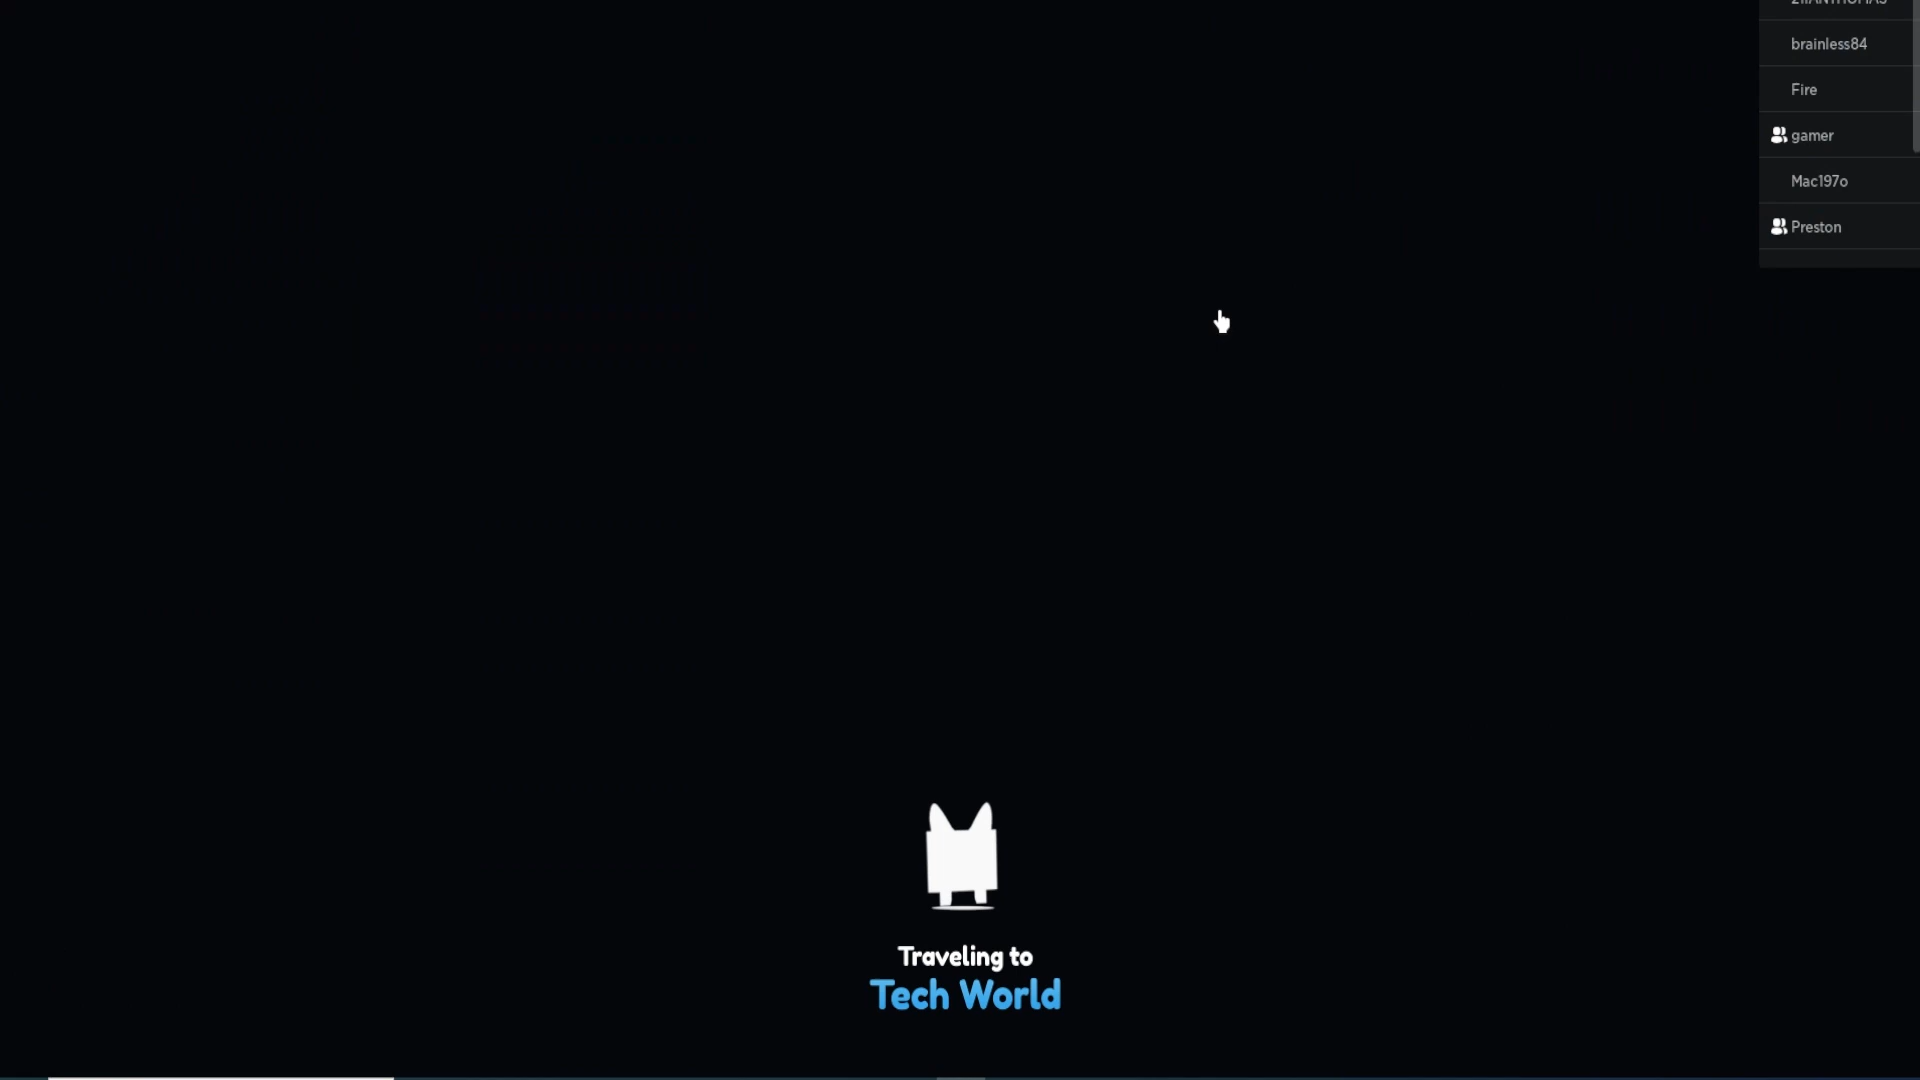 brainless84
Fire
gamer
Mac197o
Preston
Traveling to
Tech World